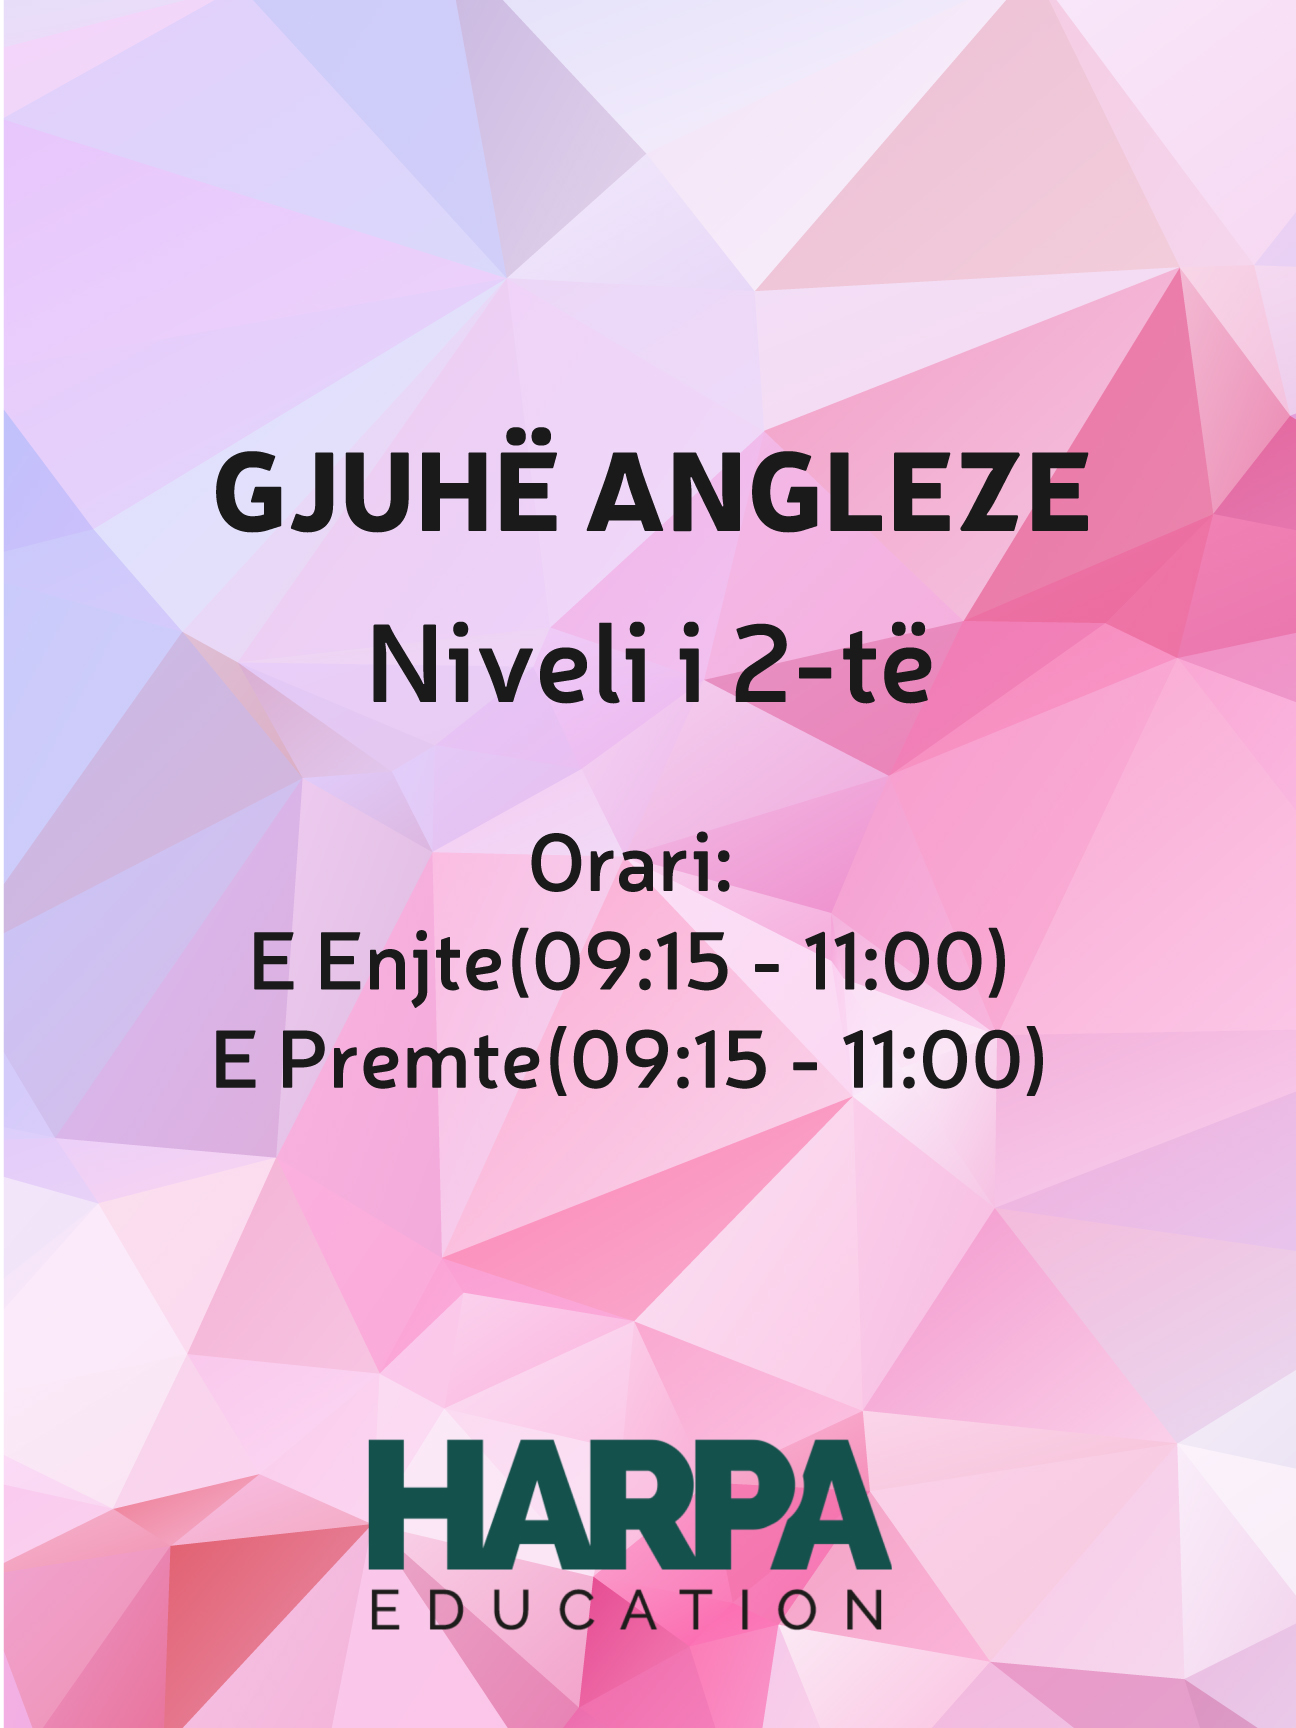 GJUHË ANGLEZE
Niveli i 2-të
Orari:
E Enjte(09:15 - 11:00)
E Premte(09:15 - 11:00)
HARPA
EDUCATION